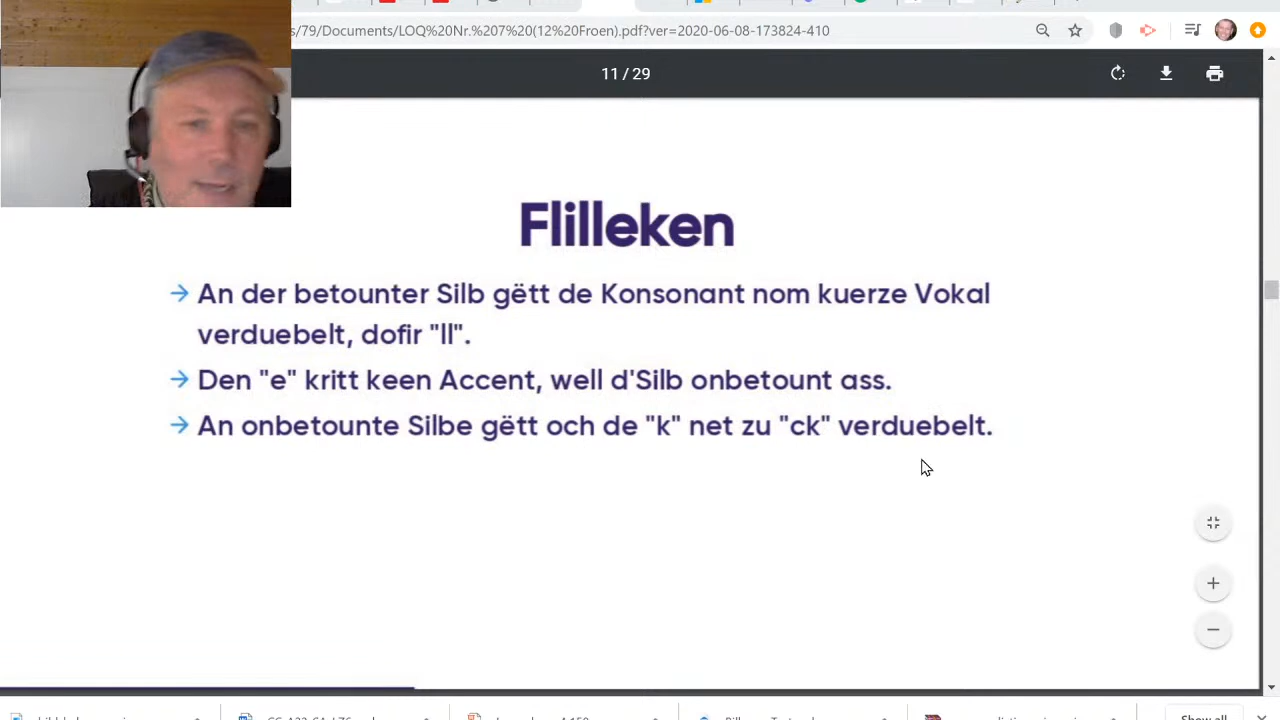 s/79/Documents/LOQ%20Nr.%207%20(12%20Froen).pdf?ver=2020-06-08-173824-410
11 / 29
Flilleken
→ An der betounter Silb gëtt de Konsonant nom kuerze Vokal
verduebelt, dofir "ll".
→ Den "e" kritt keen Accent, well d'Silb onbetount ass.
→ An onbetounte Silbe gëtt och de "k" net zu "ck" verduebelt.
Show all